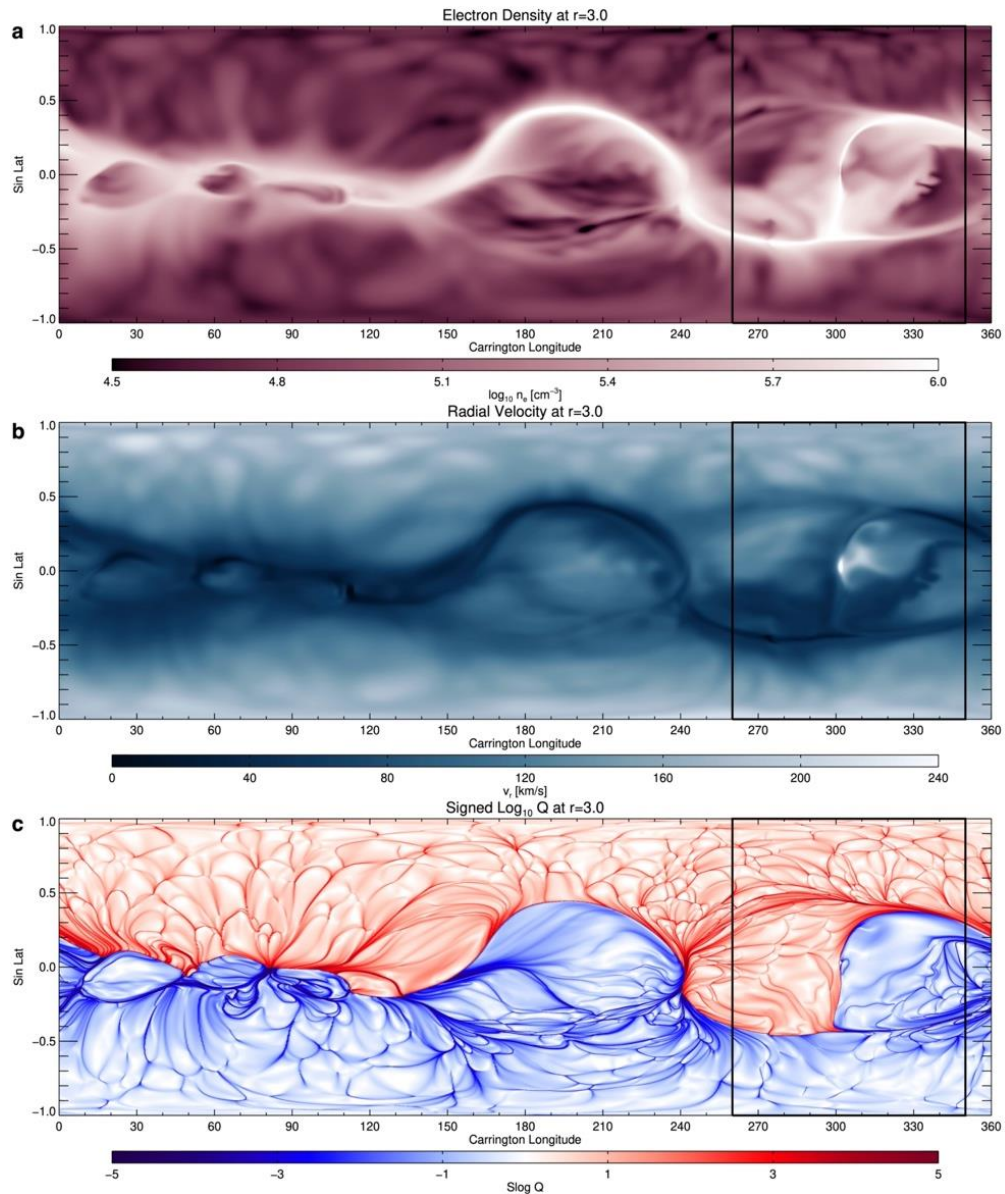 a
Electron Density at r=3.0
1.0
0.5
0.0
−0.5
−1.0
Sin Lat
0 30 60 90 120 150 180 210 240 270 300 330 360
Carrington Longitude
4.5 4.8 5.1 5.4 5.7 6.0
log₁₀ nₑ [cm⁻³]
b
Radial Velocity at r=3.0
1.0
0.5
0.0
−0.5
−1.0
Sin Lat
0 30 60 90 120 150 180 210 240 270 300 330 360
Carrington Longitude
0 40 80 120 160 200 240
vᵣ [km/s]
c
Signed Log₁₀ Q at r=3.0
1.0
0.5
0.0
−0.5
−1.0
Sin Lat
0 30 60 90 120 150 180 210 240 270 300 330 360
Carrington Longitude
−5 −3 −1 1 3 5
Slog Q